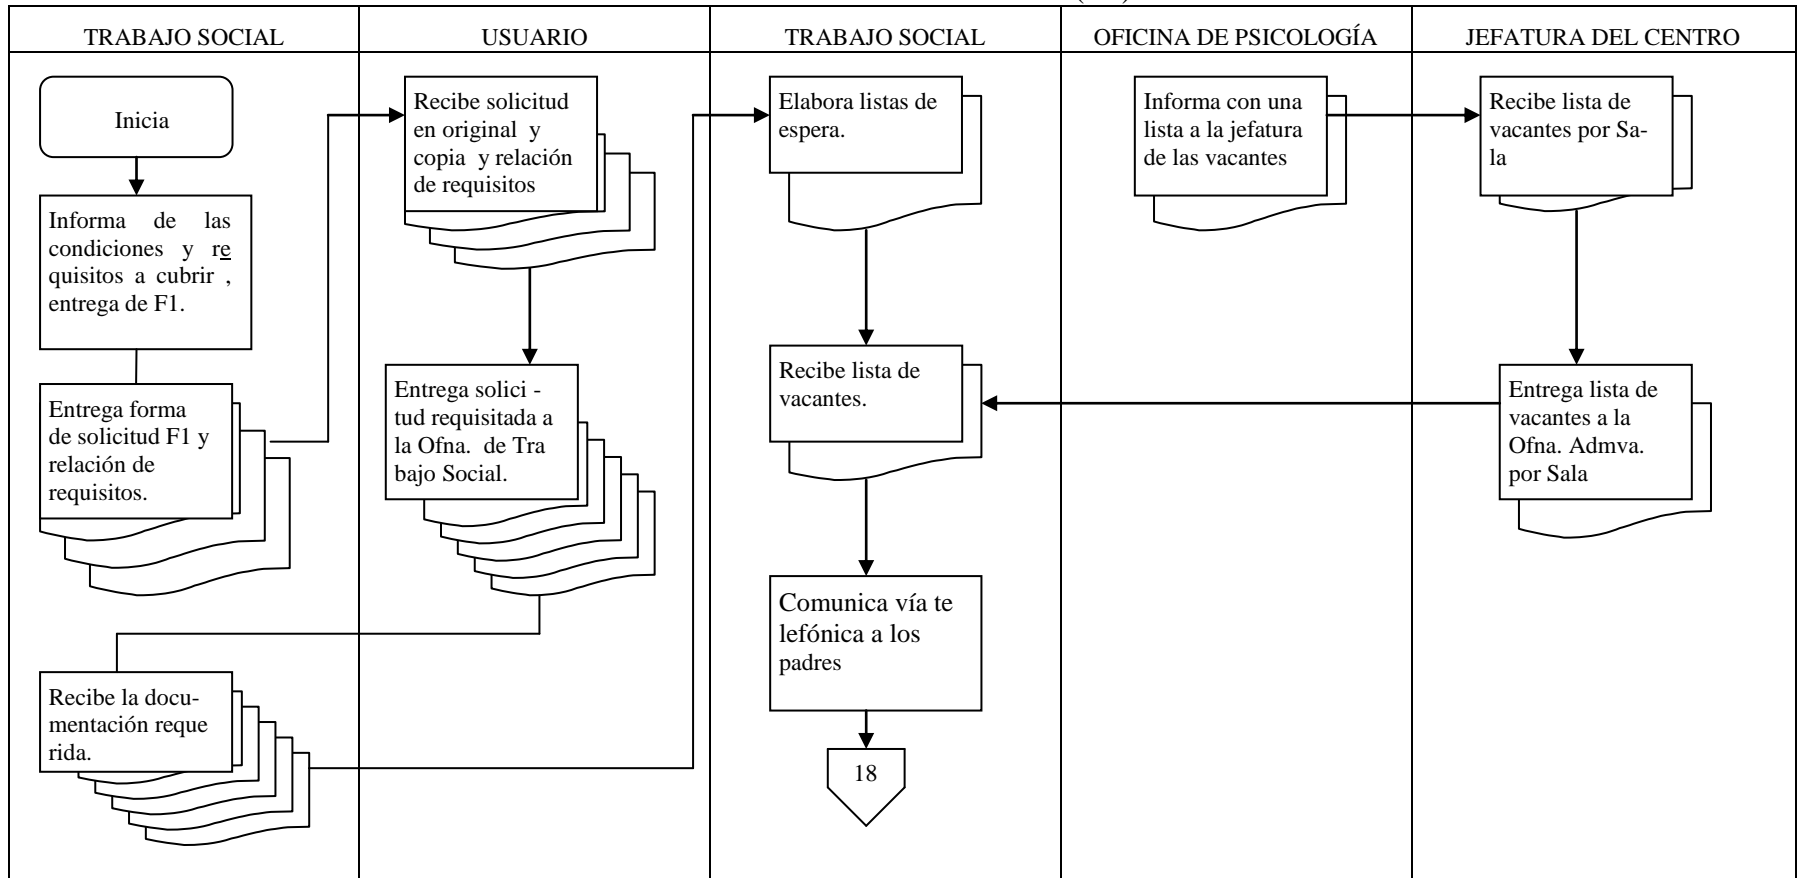 TRABAJO SOCIAL
USUARIO
TRABAJO SOCIAL
OFICINA DE PSICOLOGÍA
JEFATURA DEL CENTRO
Inicia
Informa de las
condiciones y re
quisitos a cubrir ,
entrega de F1.
Entrega forma
de solicitud F1 y
relación de
requisitos.
Recibe la docu-
mentación reque
rida.
Recibe solicitud
en original y
copia y relación
de requisitos
Entrega solici -
tud requisitada a
la Ofna. de Tra
bajo Social.
Elabora listas de
espera.
Recibe lista de
vacantes.
Comunica vía te
lefónica a los
padres
18
Informa con una
lista a la jefatura
de las vacantes
Recibe lista de
vacantes por Sa-
la
Entrega lista de
vacantes a la
Ofna. Admva.
por Sala